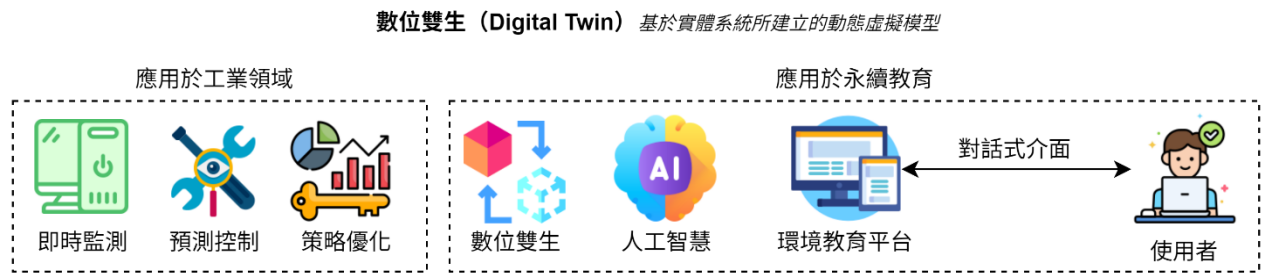 數位雙生（Digital Twin）基於實體系統所建立的動態虛擬模型
應用於工業領域
即時監測
預測控制
策略優化
應用於永續教育
數位雙生
AI
人工智慧
環境教育平台
對話式介面
使用者